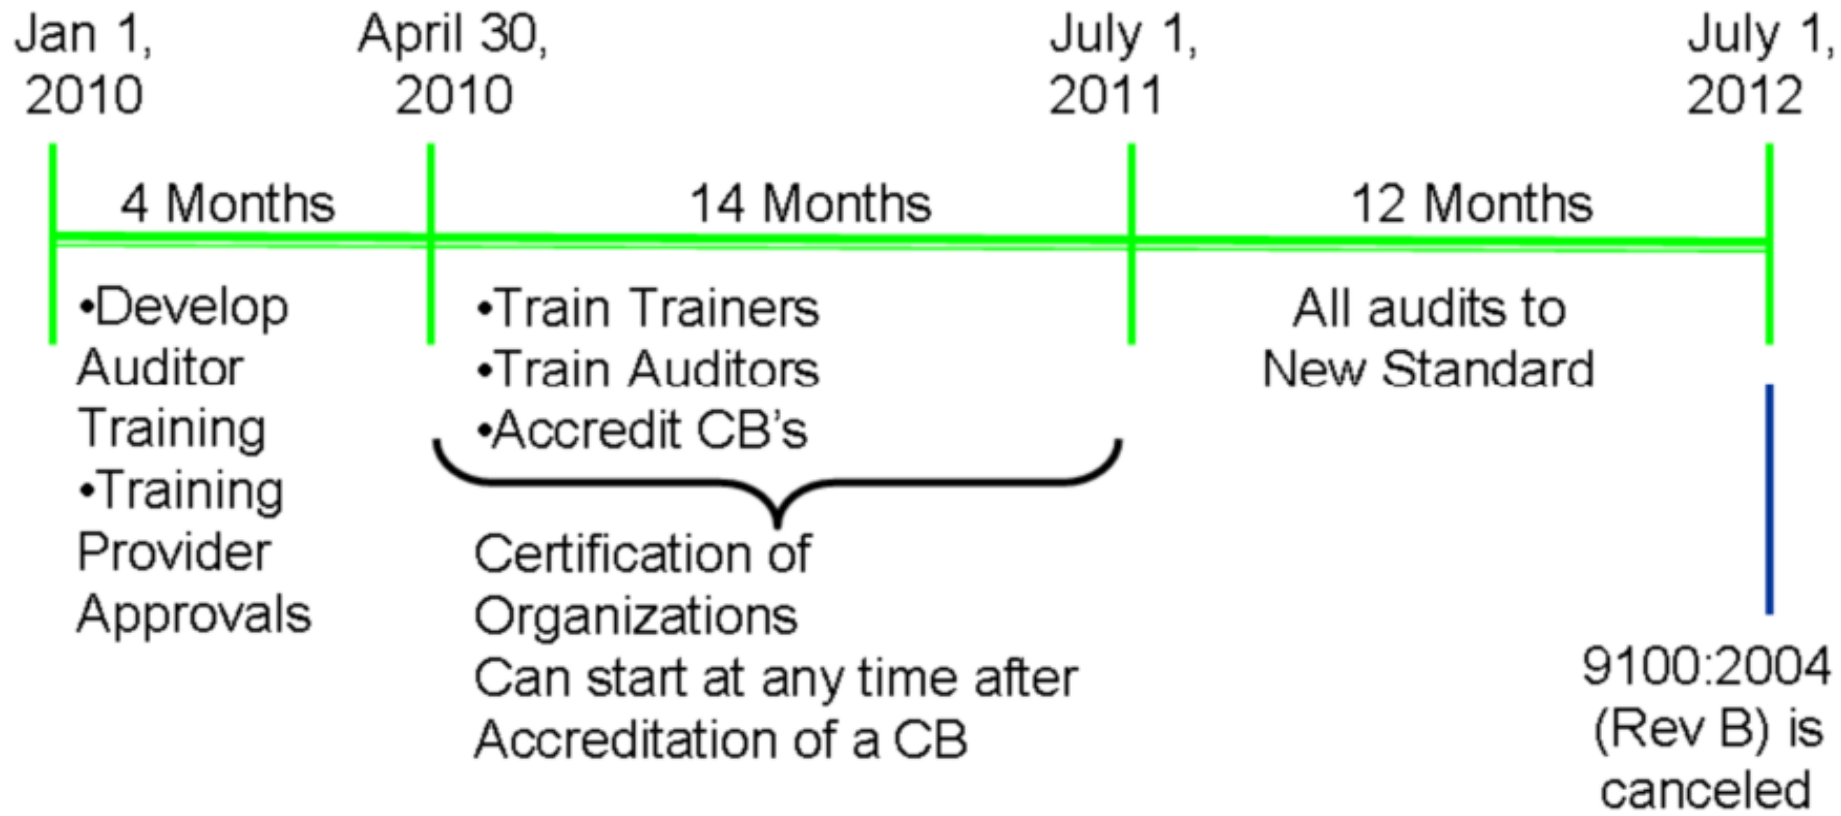 Jan 1,
2010
April 30,
2010
July 1,
2011
July 1,
2012
4 Months
14 Months
12 Months
•Develop
Auditor
Training
•Training
Provider
Approvals
•Train Trainers
•Train Auditors
•Accredit CB's
Certification of
Organizations
Can start at any time after
Accreditation of a CB
All audits to
New Standard
9100:2004
(Rev B) is
canceled